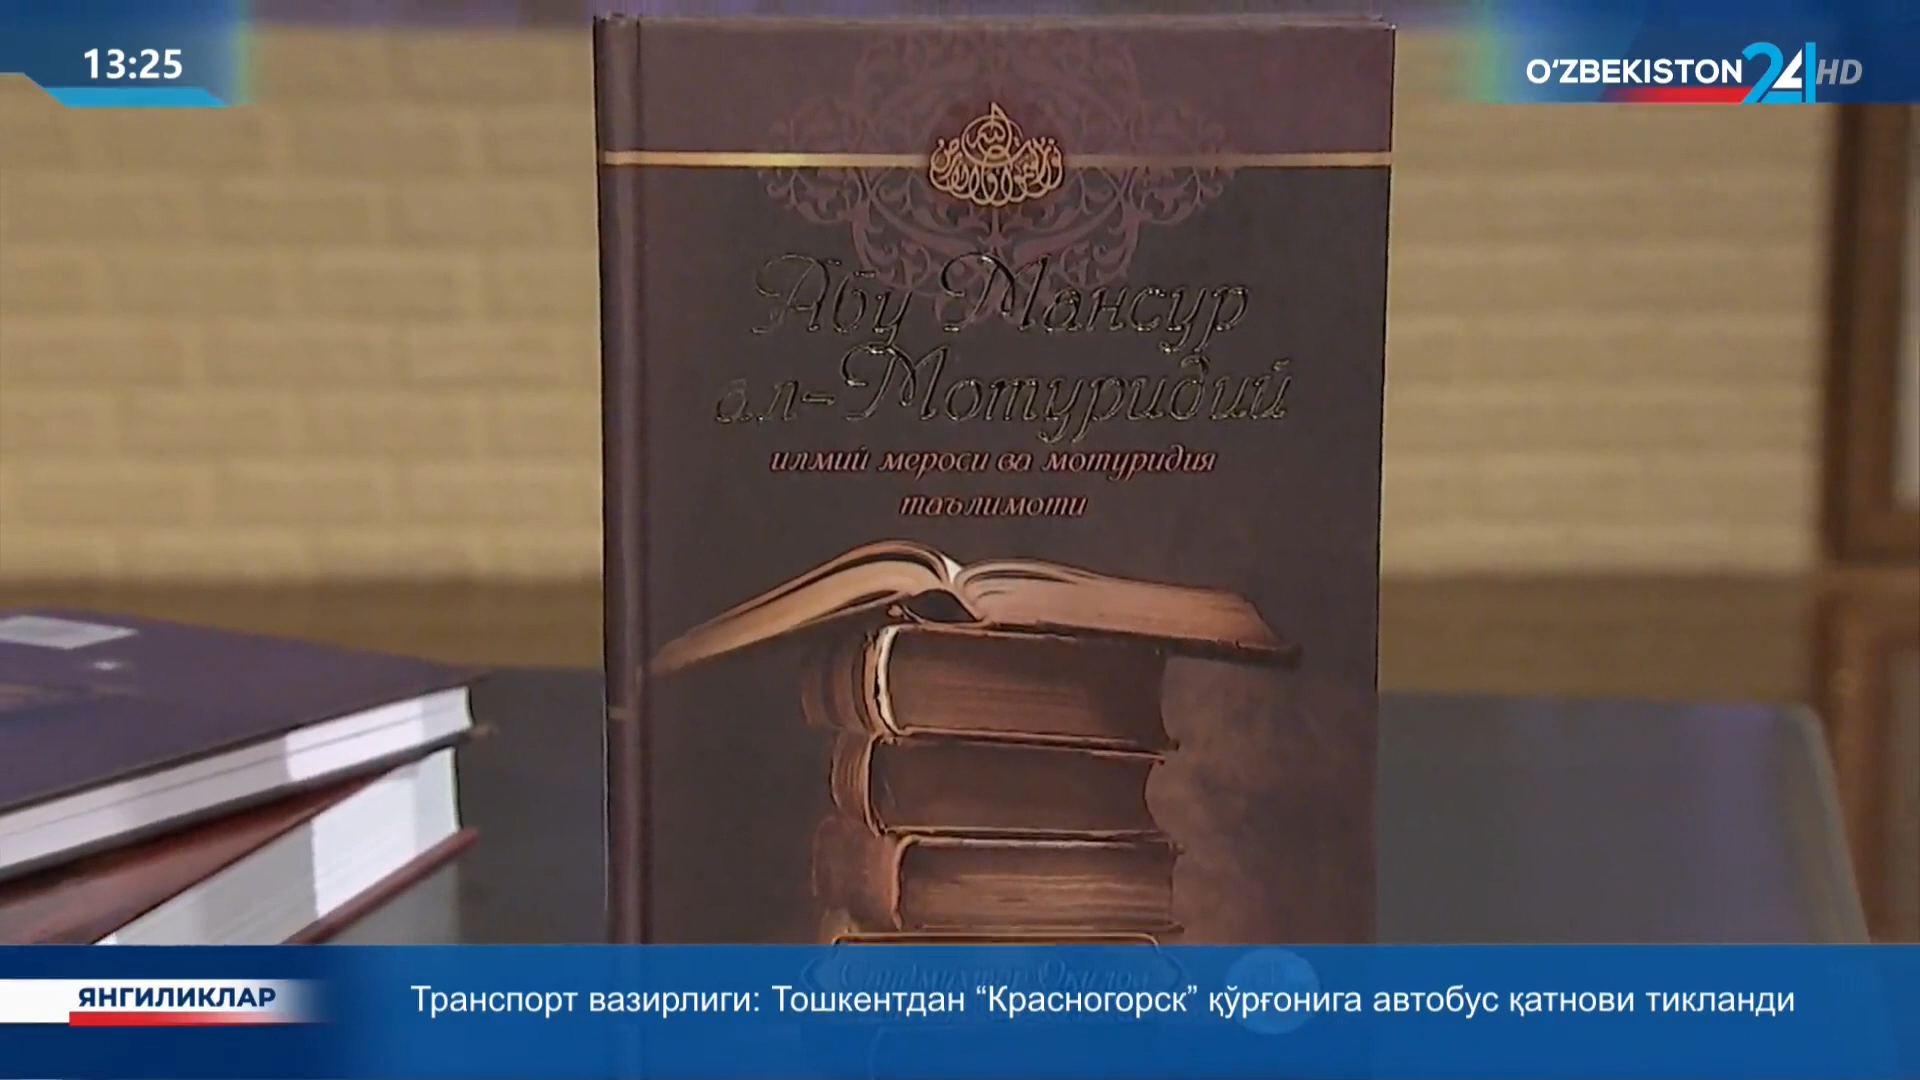 13:25
O‘ZBEKISTON 24 HD
Абу Мансур
ал-Мотуридий
илмий мероси ва мотуридия
таълимоти
ЯНГИЛИКЛАР
Транспорт вазирлиги: Тошкентдан “Красногорск” қўрғонига автобус қатнови тикланди